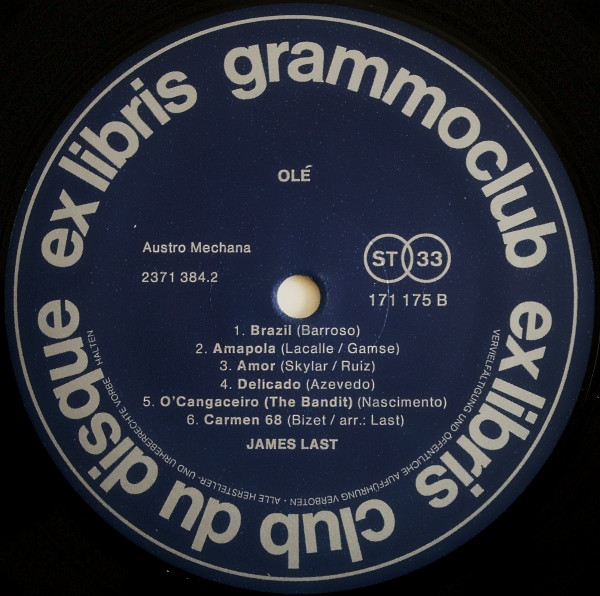 ex libris grammoclub
OLÉ
Austro Mechana
2371 384.2
ST 33
171 175 B
1. Brazil (Barroso)
2. Amapola (Lacalle / Gamse)
3. Amor (Skylar / Ruiz)
4. Delicado (Azevedo)
5. O'Cangaceiro (The Bandit) (Nascimento)
6. Carmen 68 (Bizet / arr.: Last)
JAMES LAST
ex libris club du disque
VERVIELFÄLTIGUNG UND ÖFFENTLICHE AUFFÜHRUNG VERBOTEN · ALLE HERSTELLER- UND URHEBERRECHTE VORBEHALTEN